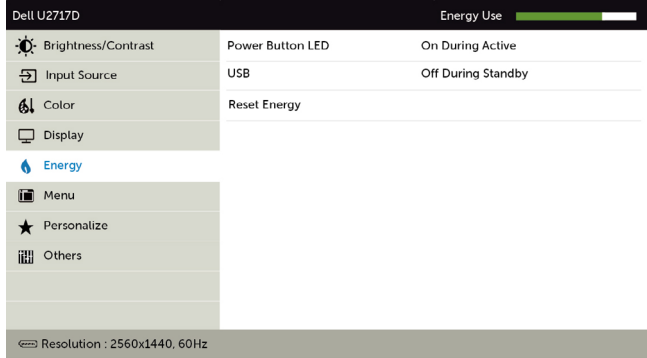 Dell U2717D Energy Use
Brightness/Contrast Power Button LED On During Active
Input Source USB Off During Standby
Color Reset Energy
Display
Energy
Menu
Personalize
Others
Resolution : 2560x1440, 60Hz